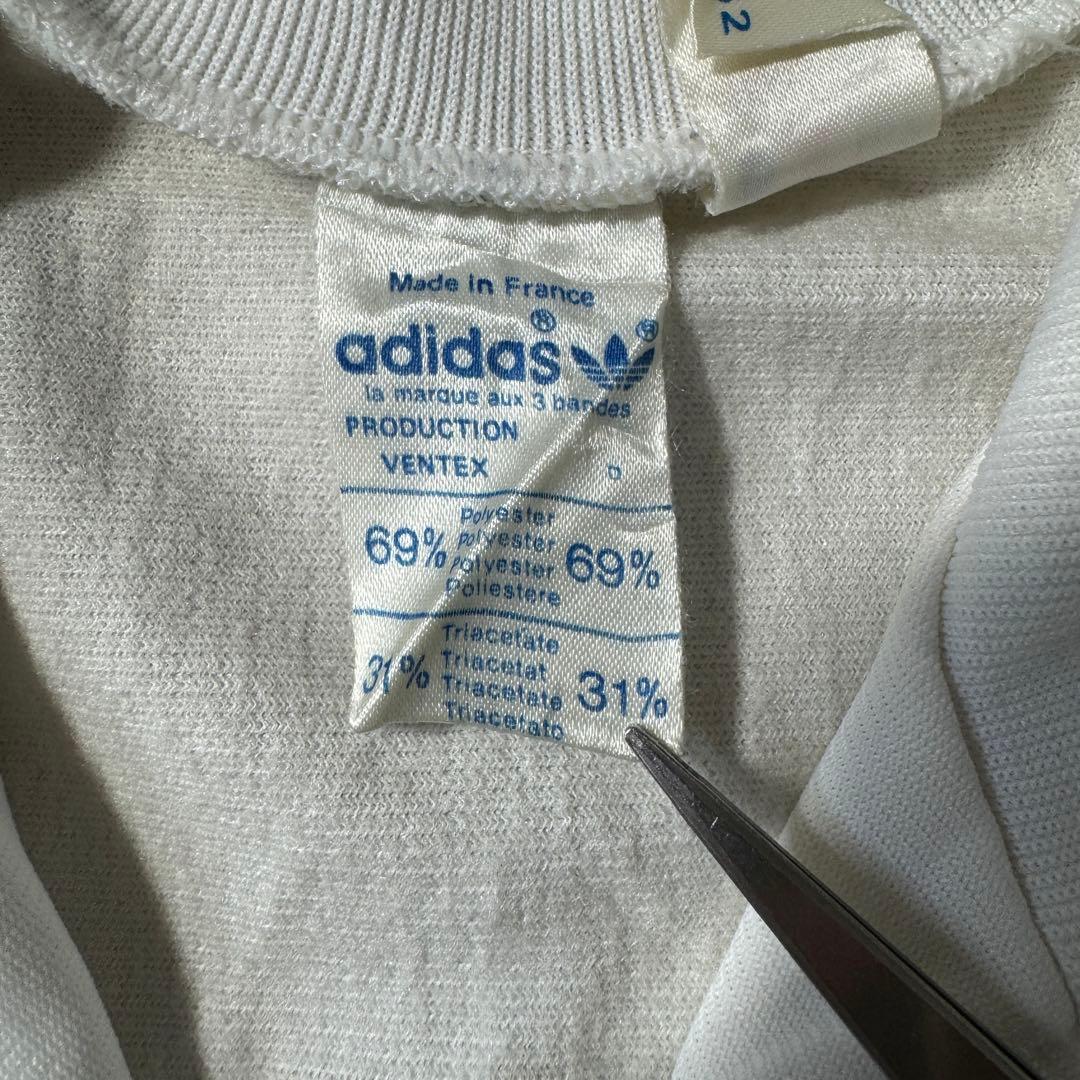 Made in France
adidas®®
la marque aux 3 bandes
PRODUCTION
VENTEX D
Polyester
69% polyester 69%
polyester
Poliestere
Triacetate
31% Triacetat 31%
Triacetate
Triacetato